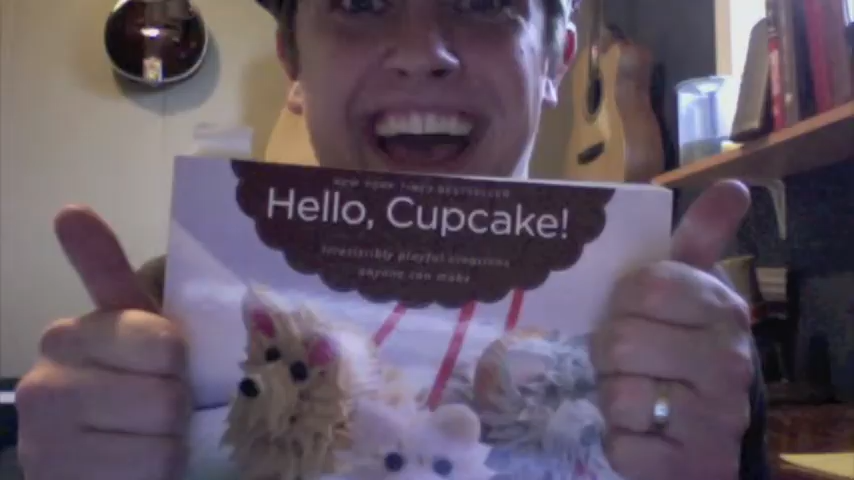 NEW YORK TIMES BESTSELLER
Hello, Cupcake!
irresistibly playful creations
anyone can make